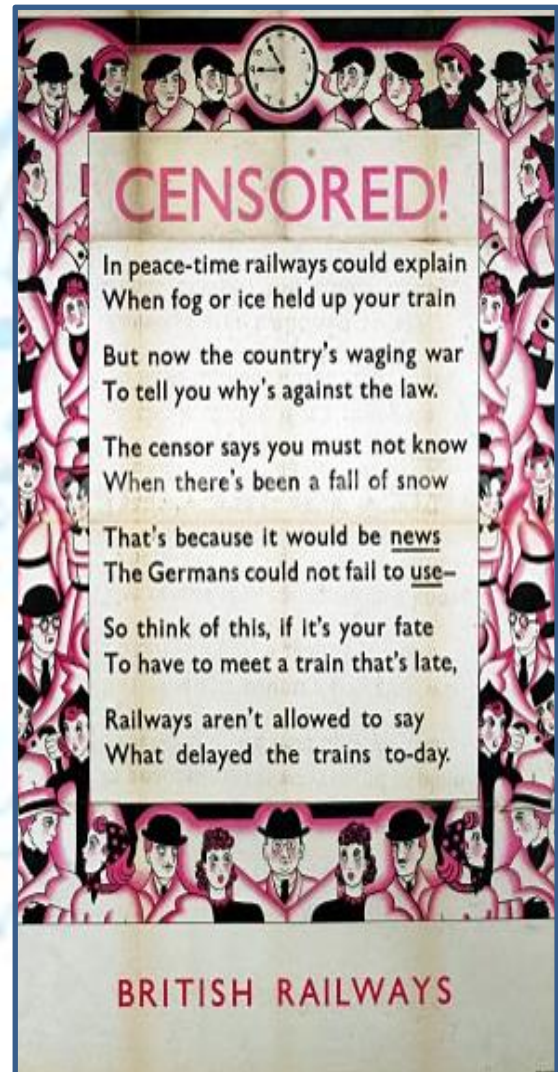 CENSORED!
In peace-time railways could explain
When fog or ice held up your train
But now the country's waging war
To tell you why's against the law.
The censor says you must not know
When there's been a fall of snow
That's because it would be news
The Germans could not fail to use–
So think of this, if it's your fate
To have to meet a train that's late,
Railways aren't allowed to say
What delayed the trains to-day.
BRITISH RAILWAYS